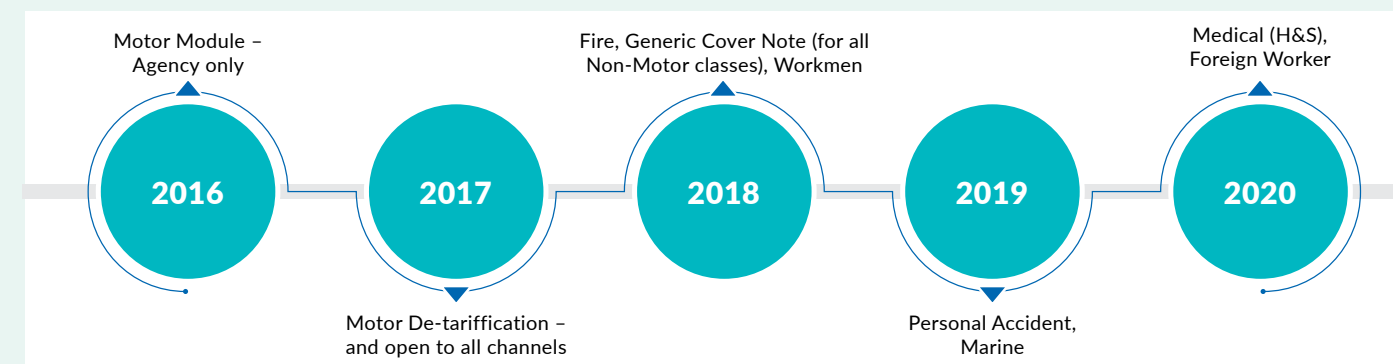 Motor Module –
Agency only
2016
2017
Motor De-tariffication –
and open to all channels
Fire, Generic Cover Note (for all
Non-Motor classes), Workmen
2018
2019
Personal Accident,
Marine
Medical (H&S),
Foreign Worker
2020